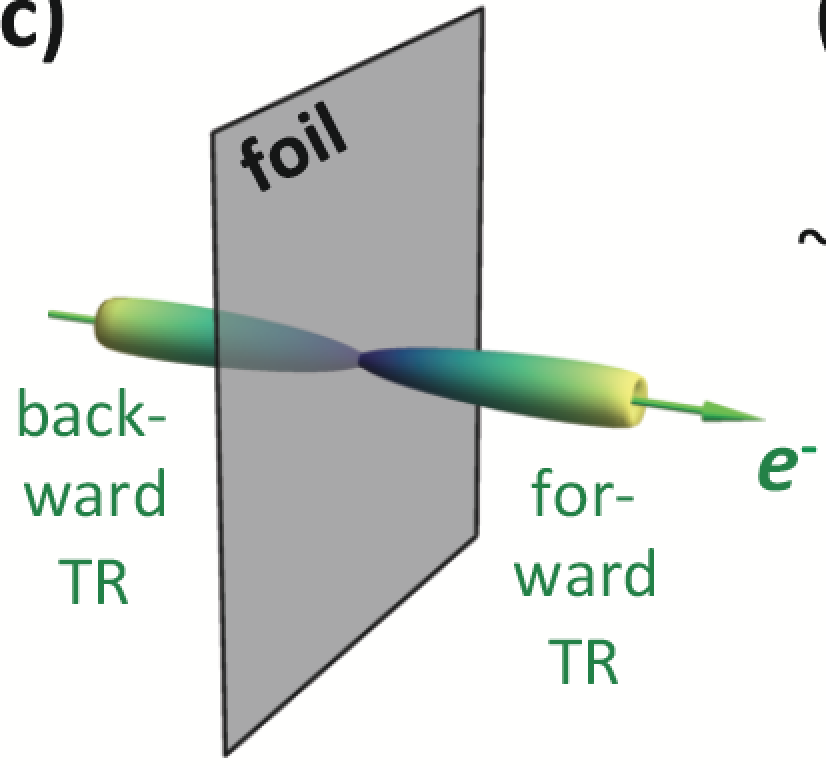 c)
(
foil
~
back-
ward
TR
e-
for-
ward
TR